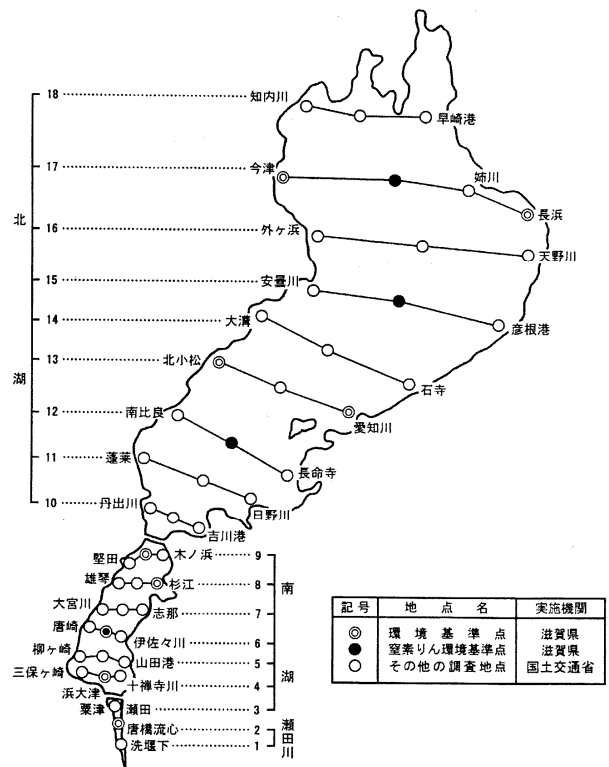 18 知内川 早崎港
17 今津 姉川 長浜
北
16 外ヶ浜 天野川
15 安曇川 彦根港
14 大溝 石寺
13 北小松 愛知川
湖
12 南比良 長命寺
11 蓬莱 日野川
10 丹出川 吉川港
堅田 木ノ浜 9
雄琴 杉江 8 南
大宮川 志那 7
唐崎 伊佐々川 6
柳ヶ崎 山田港 5
三保ヶ崎 十禅寺川 4 湖
浜大津
粟津 瀬田 3
唐橋流心 2
洗堰下 1
瀬田川
記号 地点名 実施機関
◎ 環境基準点 滋賀県
● 窒素りん環境基準点 滋賀県
○ その他の調査地点 国土交通省